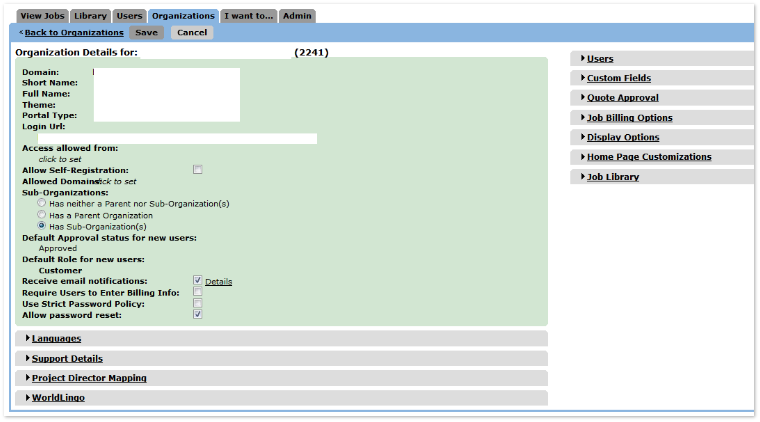 View Jobs Library Users Organizations I want to... Admin
<Back to Organizations Save Cancel
Organization Details for: (2241)
Domain:
Short Name:
Full Name:
Theme:
Portal Type:
Login Url:
Access allowed from:
click to set
Allow Self-Registration:
Allowed Domains: click to set
Sub-Organizations:
Has neither a Parent nor Sub-Organization(s)
Has a Parent Organization
Has Sub-Organization(s)
Default Approval status for new users:
Approved
Default Role for new users:
Customer
Receive email notifications: Details
Require Users to Enter Billing Info:
Use Strict Password Policy:
Allow password reset:
Languages
Support Details
Project Director Mapping
WorldLingo
Users
Custom Fields
Quote Approval
Job Billing Options
Display Options
Home Page Customizations
Job Library